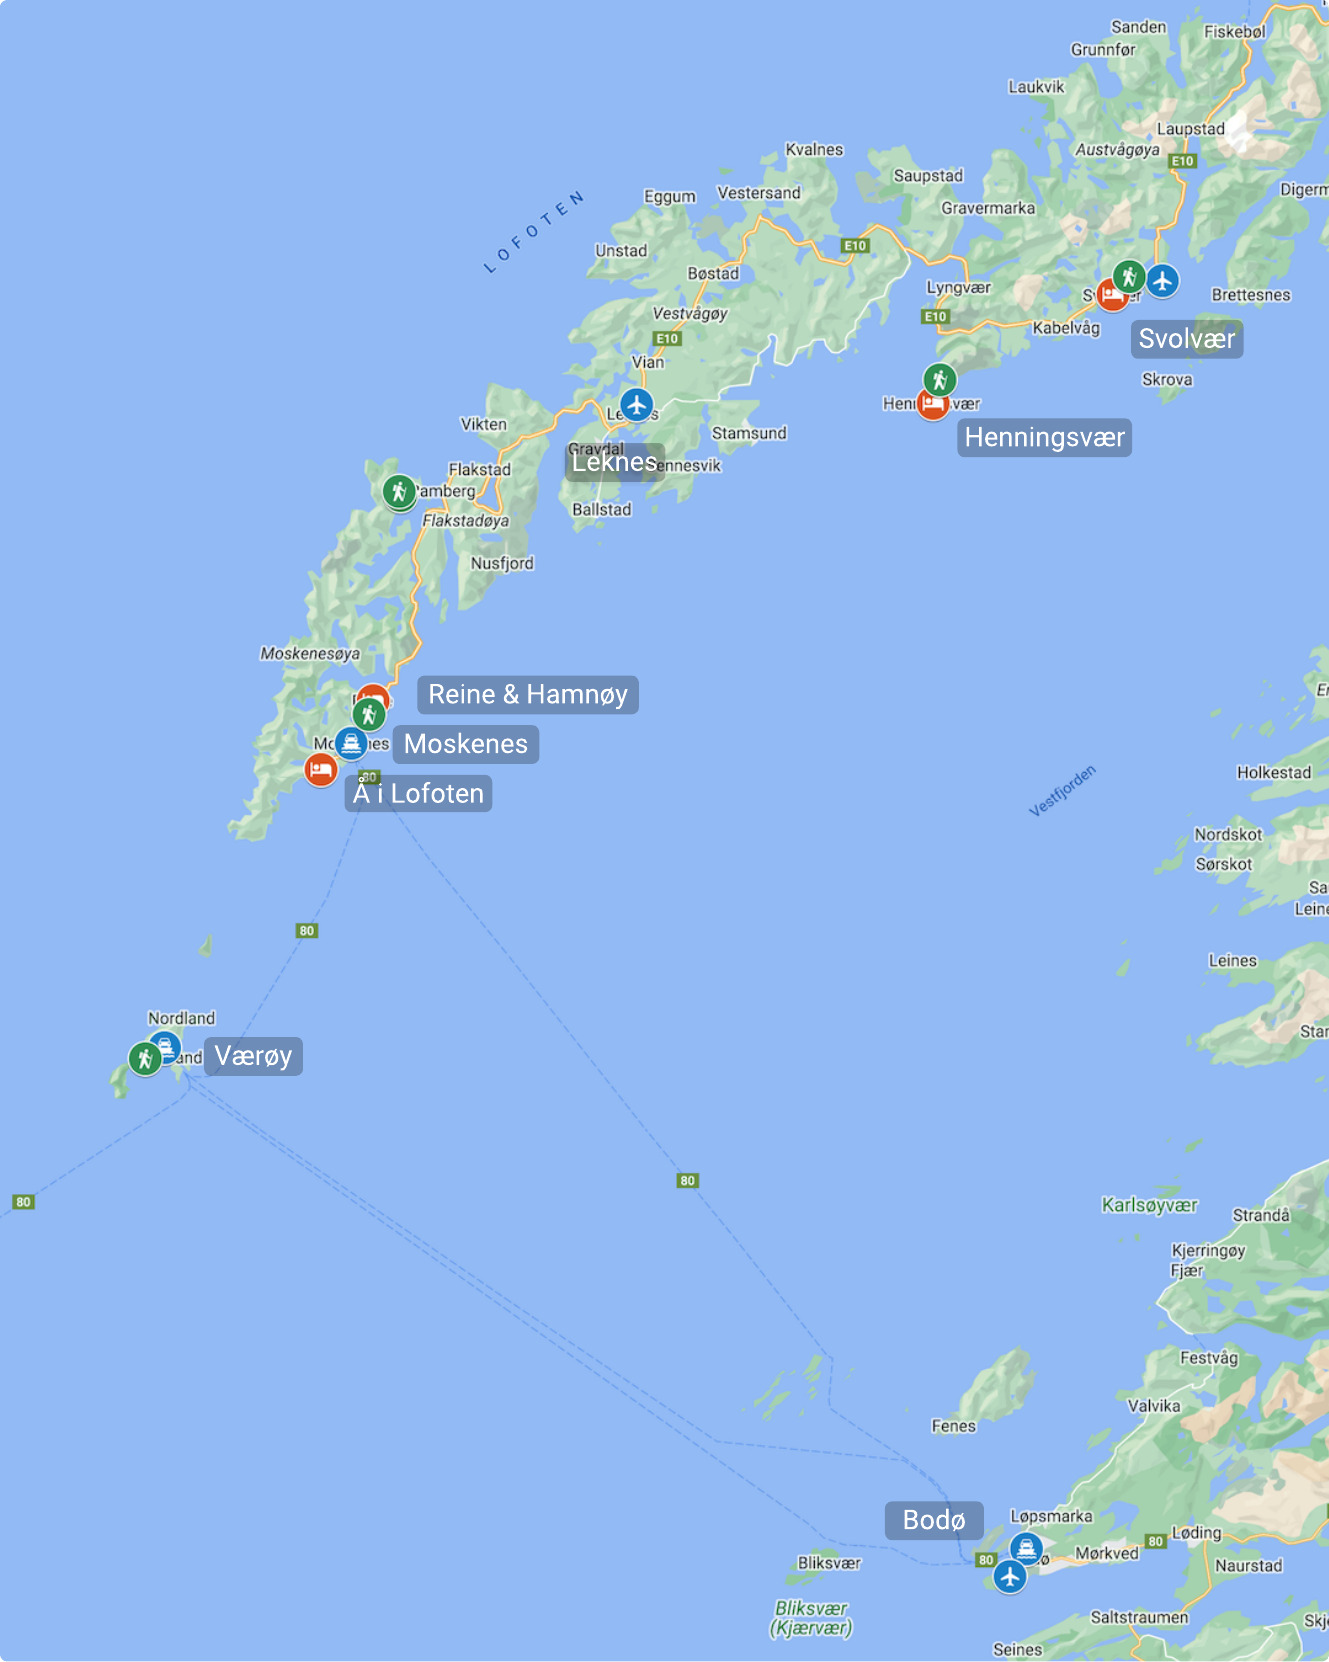 Sanden
Fiskebøl
Grunnfør
Laukvik
Laupstad
Kvalnes
Austvågøya
E10
Saupstad
Digerm
Eggum
Vestersand
Gravermarka
LOFOTEN
Unstad
E10
Bøstad
Lyngvær
Brettesnes
Vestvågøy
E10
Kabelvåg
E10
Svolvær
Vian
Skrova
Henningsvær
Vikten
Stamsund
Gravdal
Leknes
Flakstad
ennesvik
Ramberg
Ballstad
Flakstadøya
Nusfjord
Moskenesøya
Reine & Hamnøy
Moskenes
Holkestad
80
Å i Lofoten
Vestfjorden
Nordskot
Sørskot
Sa
Leine
80
Leines
Nordland
Star
and
Værøy
80
80
Karlsøyvær
Strandå
Kjerringøy
Fjær
Festvåg
Valvika
Fenes
Bodø
Løpsmarka
Løding
80
Mørkved
80
Bliksvær
Naurstad
Bliksvær
(Kjærvær)
Saltstraumen
Skj
Seines